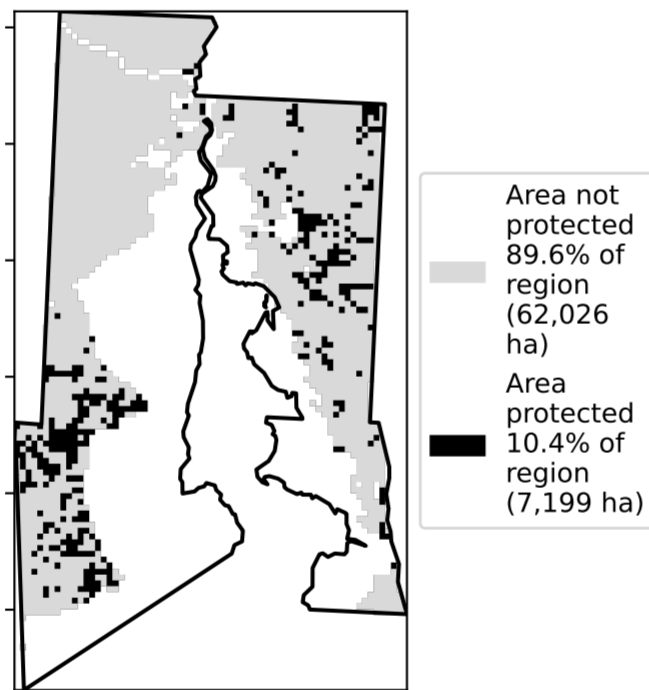 Area not
protected
89.6% of
region
(62,026
ha)
Area
protected
10.4% of
region
(7,199 ha)